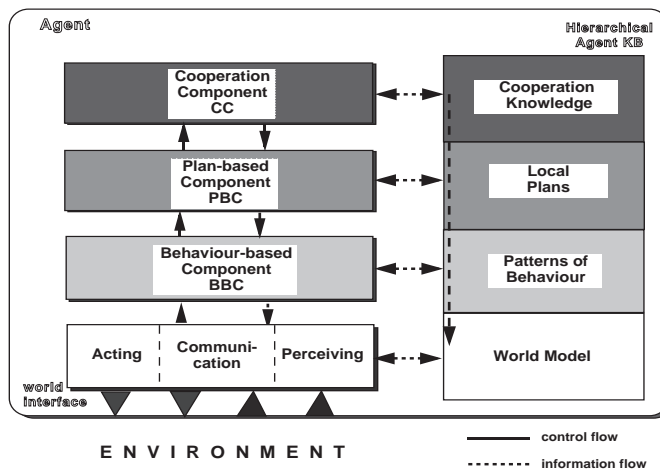 Agent
Hierarchical
Agent KB
Cooperation
Component
CC
Cooperation
Knowledge
Plan-based
Component
PBC
Local
Plans
Behaviour-based
Component
BBC
Patterns of
Behaviour
Acting
Communi-
cation
Perceiving
World Model
world
interface
E N V I R O N M E N T
control flow
information flow